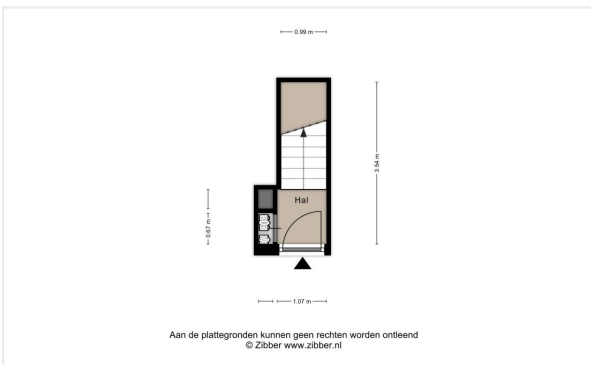 0.99 m
3.54 m
Hal
0.67 m
1.07 m
Aan de plattegronden kunnen geen rechten worden ontleend
© Zibber www.zibber.nl